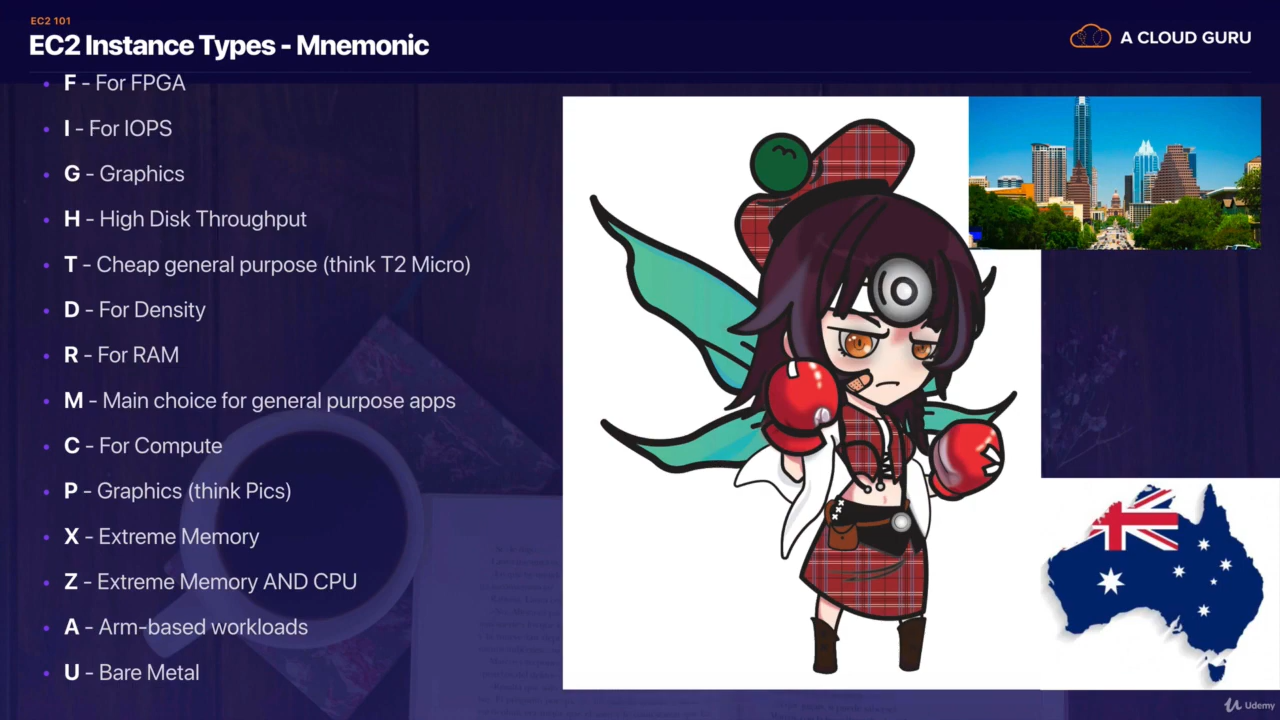 EC2 101
EC2 Instance Types - Mnemonic
A CLOUD GURU
F - For FPGA
I - For IOPS
G - Graphics
H - High Disk Throughput
T - Cheap general purpose (think T2 Micro)
D - For Density
R - For RAM
M - Main choice for general purpose apps
C - For Compute
P - Graphics (think Pics)
X - Extreme Memory
Z - Extreme Memory AND CPU
A - Arm-based workloads
U - Bare Metal
Udemy